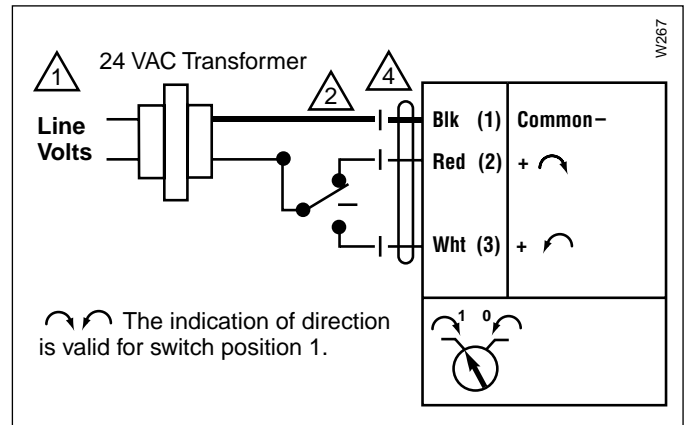 W267
1
24 VAC Transformer
2
4
Line
Volts
Blk (1) Common–
Red (2) +
Wht (3) +
The indication of direction
is valid for switch position 1.
1 0